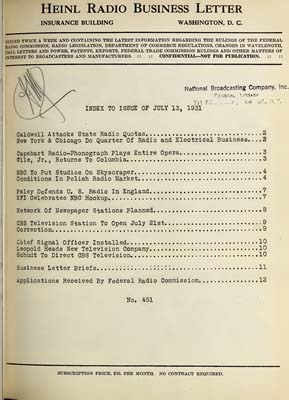 HEINL RADIO BUSINESS LETTER
INSURANCE BUILDING WASHINGTON, D. C.
ISSUED TWICE A WEEK AND CONTAINING THE LATEST INFORMATION REGARDING THE RULINGS OF THE FEDERAL
RADIO COMMISSION, RADIO LEGISLATION, DEPARTMENT OF COMMERCE REGULATIONS, CHANGES IN WAVELENGTH,
CALL LETTERS AND POWER, PATENTS, EXPORTS, FEDERAL TRADE COMMISSION RULINGS AND OTHER MATTERS OF
INTEREST TO BROADCASTERS AND MANUFACTURERS. :: :: CONFIDENTIAL—NOT FOR PUBLICATION. :: ::
National Broadcasting Company, Inc.
GENERAL LIBRARY
INDEX TO ISSUE OF JULY 13, 1931
Caldwell Attacks State Radio Quotas............2
New York & Chicago Do Quarter Of Radio and Electrical Business...2
Capehart Radio-Phonograph Plays Entire Opera............3
Vile, Jr., Returns To Columbia............3
NBC To Put Studios On Skyscraper............4
Conditions In Polish Radio Market............4
Paley Defends U. S. Radio In England............7
KFI Celebrates NBC Hookup............7
Network Of Newspaper Stations Planned............8
CBS Television Station To Open July 21st............9
Correction............9
Chief Signal Officer Installed............10
Leopold Heads New Television Company............10
Schudt To Direct CBS Television............10
Business Letter Briefs............11
Applications Received By Federal Radio Commission............12
No. 451
SUBSCRIPTION PRICE, $10. PER MONTH. NO CONTRACT REQUIRED.